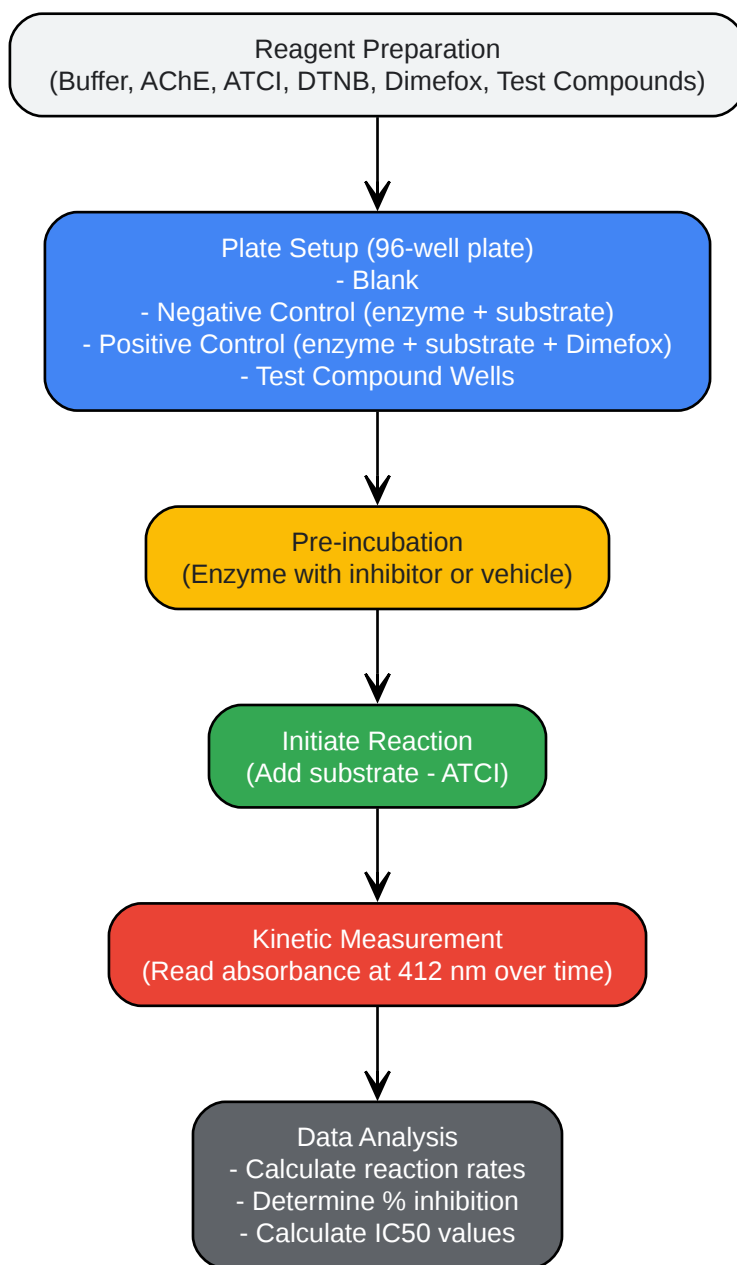 Reagent Preparation
(Buffer, AChE, ATCI, DTNB, Dimefox, Test Compounds)
Plate Setup (96-well plate)
- Blank
- Negative Control (enzyme + substrate)
- Positive Control (enzyme + substrate + Dimefox)
- Test Compound Wells
Pre-incubation
(Enzyme with inhibitor or vehicle)
Initiate Reaction
(Add substrate - ATCI)
Kinetic Measurement
(Read absorbance at 412 nm over time)
Data Analysis
- Calculate reaction rates
- Determine % inhibition
- Calculate IC50 values